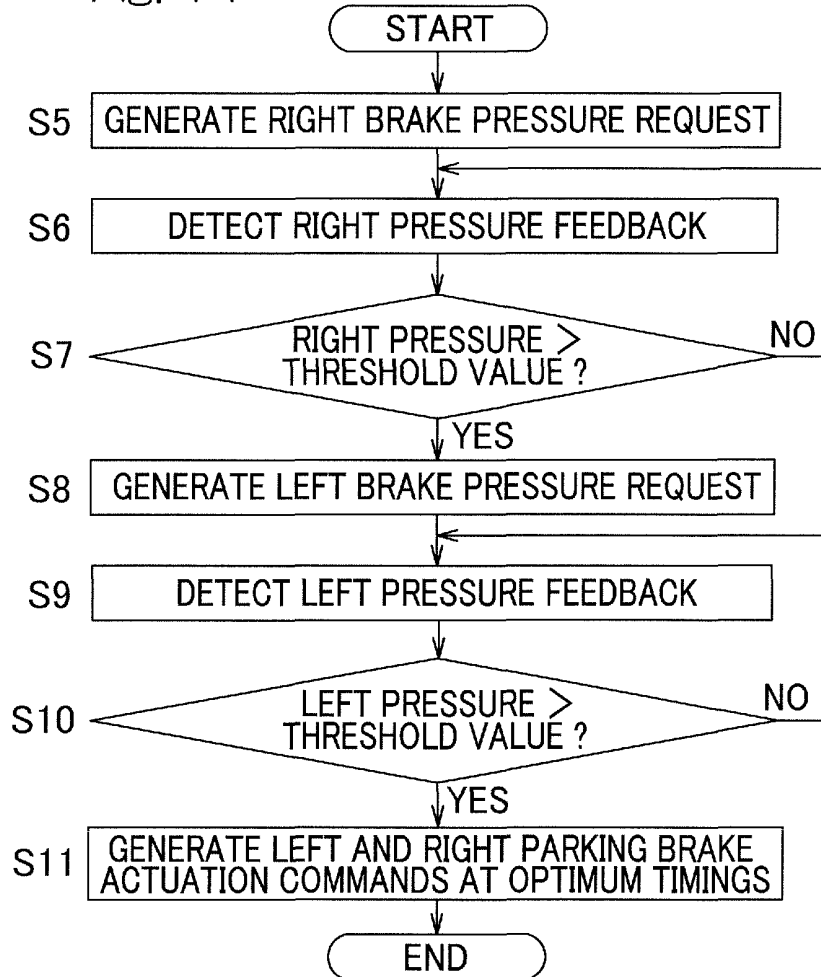 START
S5 GENERATE RIGHT BRAKE PRESSURE REQUEST
S6 DETECT RIGHT PRESSURE FEEDBACK
S7 RIGHT PRESSURE >
THRESHOLD VALUE ?
NO
YES
S8 GENERATE LEFT BRAKE PRESSURE REQUEST
S9 DETECT LEFT PRESSURE FEEDBACK
S10 LEFT PRESSURE >
THRESHOLD VALUE ?
NO
YES
S11 GENERATE LEFT AND RIGHT PARKING BRAKE
ACTUATION COMMANDS AT OPTIMUM TIMINGS
END